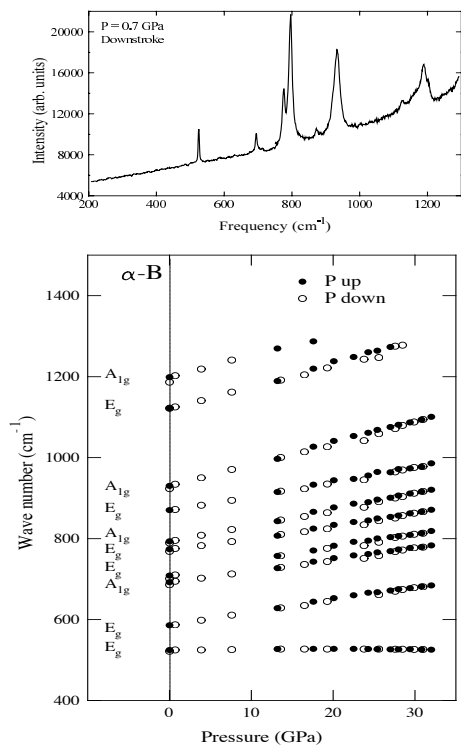 P = 0.7 GPa
Downstroke
20000
16000
12000
8000
4000
Intensity (arb. units)
200 400 600 800 1000 1200
Frequency (cm-1)
α-B
P up
P down
1400
1200
1000
800
600
400
Wave number (cm-1)
A1g
Eg
A1g
Eg
A1g
Eg
Eg
A1g
Eg
Eg
0 10 20 30
Pressure (GPa)